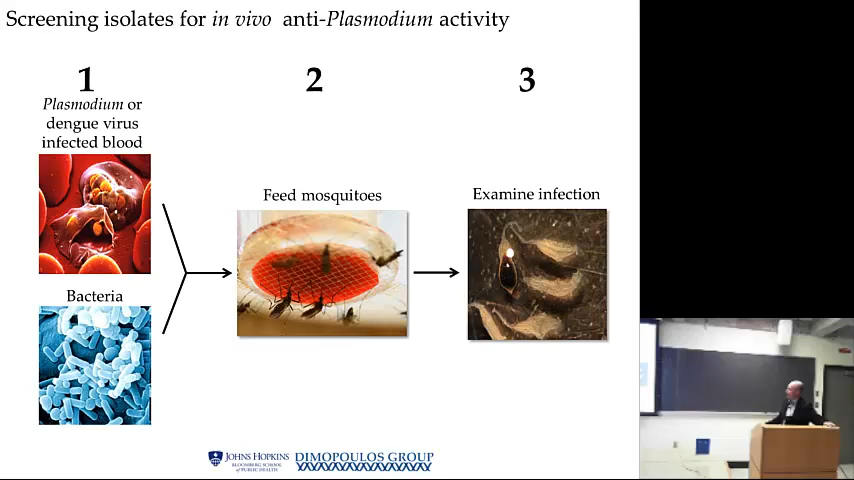 Screening isolates for in vivo anti-Plasmodium activity
1
2
3
Plasmodium or
dengue virus
infected blood
Feed mosquitoes
Examine infection
Bacteria
JOHNS HOPKINS
BLOOMBERG SCHOOL
of PUBLIC HEALTH
DIMOPOULOS GROUP